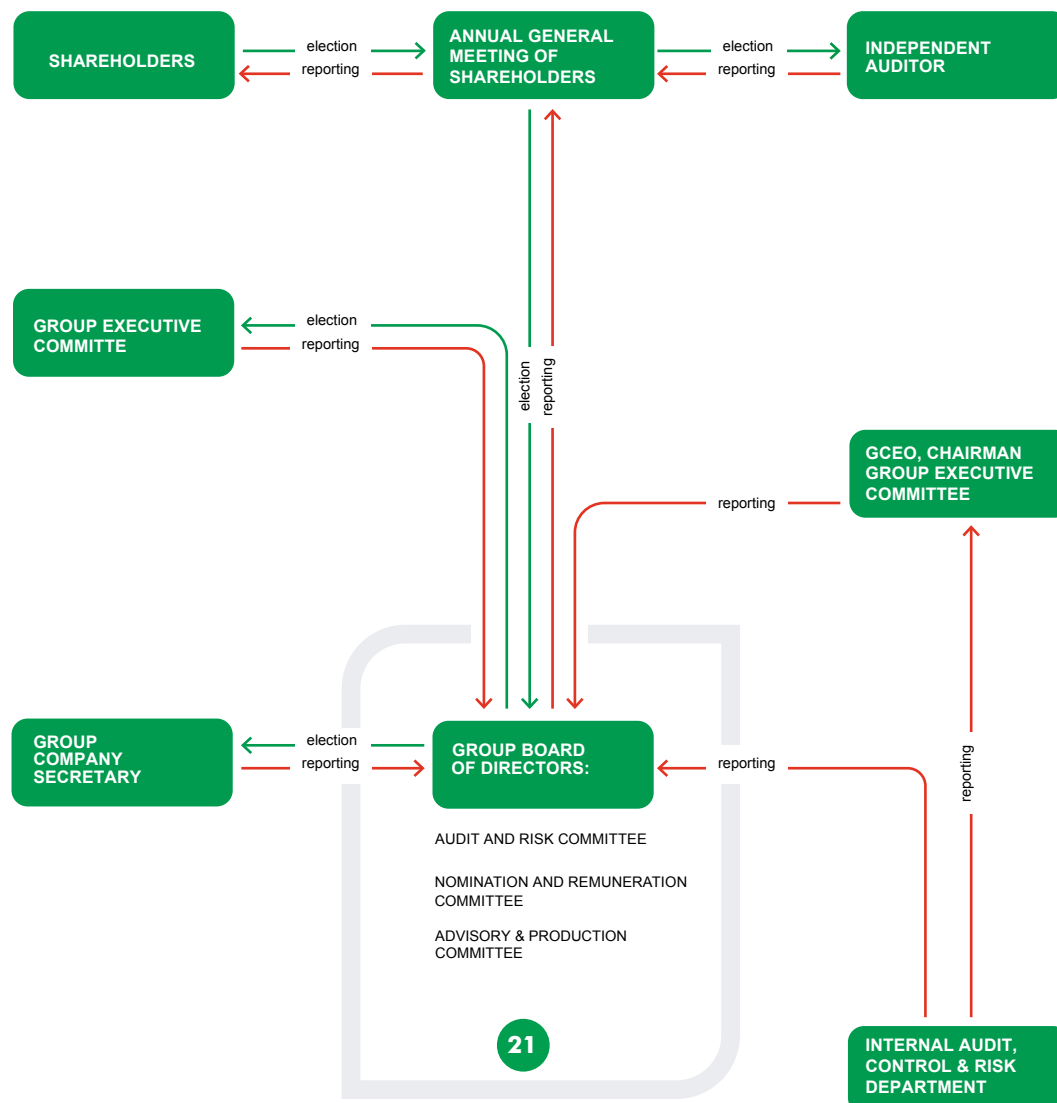 SHAREHOLDERS
election
reporting
ANNUAL GENERAL
MEETING OF
SHAREHOLDERS
election
reporting
INDEPENDENT
AUDITOR
GROUP EXECUTIVE
COMMITTE
election
reporting
election
reporting
GCEO, CHAIRMAN
GROUP EXECUTIVE
COMMITTEE
reporting
GROUP
COMPANY
SECRETARY
election
reporting
GROUP BOARD
OF DIRECTORS:
reporting
reporting
AUDIT AND RISK COMMITTEE
NOMINATION AND REMUNERATION
COMMITTEE
ADVISORY & PRODUCTION
COMMITTEE
21
INTERNAL AUDIT,
CONTROL & RISK
DEPARTMENT